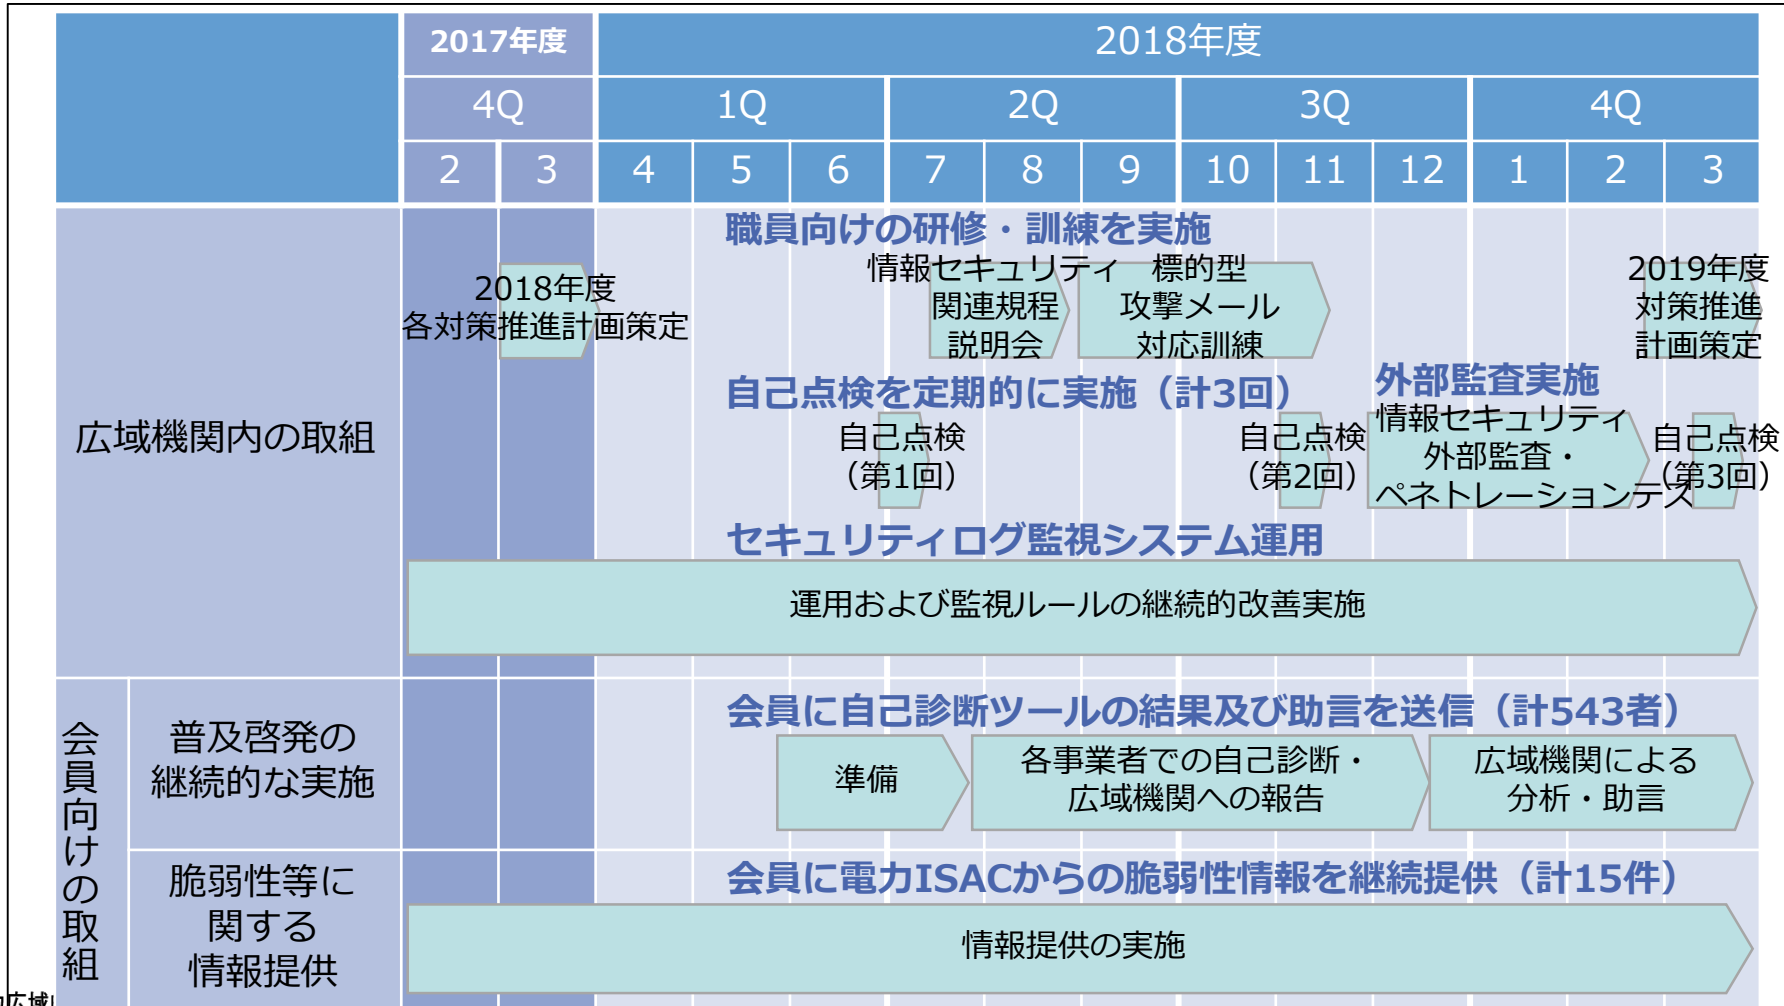 2017年度
2018年度
4Q
1Q
2Q
3Q
4Q
2
3
4
5
6
7
8
9
10
11
12
1
2
3
広域機関内の取組
職員向けの研修・訓練を実施
2018年度
各対策推進計画策定
情報セキュリティ
関連規程
説明会
標的型
攻撃メール
対応訓練
2019年度
対策推進
計画策定
自己点検を定期的に実施（計3回）
外部監査実施
自己点検
（第1回）
自己点検
（第2回）
情報セキュリティ
外部監査・
ペネトレーションテス
自己点検
（第3回）
セキュリティログ監視システム運用
運用および監視ルールの継続的改善実施
会員向けの取組
普及啓発の
継続的な実施
会員に自己診断ツールの結果及び助言を送信（計543者）
準備
各事業者での自己診断・
広域機関への報告
広域機関による
分析・助言
脆弱性等に
関する
情報提供
会員に電力ISACからの脆弱性情報を継続提供（計15件）
情報提供の実施
広域